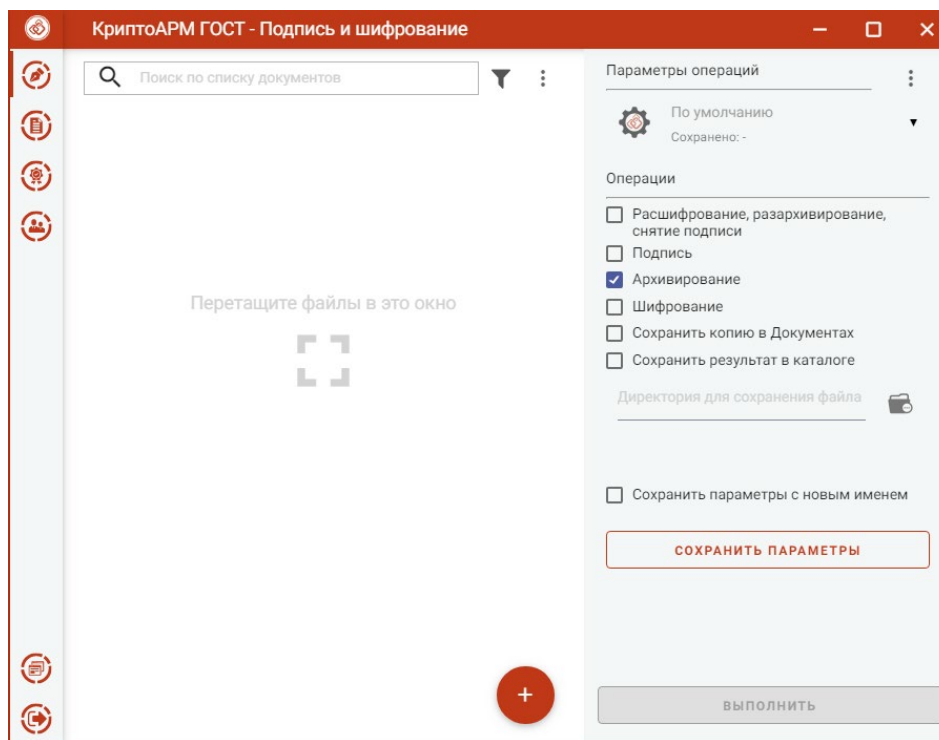 КриптоАРМ ГОСТ - Подпись и шифрование
Поиск по списку документов
Перетащите файлы в это окно
Параметры операций
По умолчанию
Сохранено: -
Операции
Расшифрование, разархивирование,
снятие подписи
Подпись
Архивирование
Шифрование
Сохранить копию в Документах
Сохранить результат в каталоге
Директория для сохранения файла
Сохранить параметры с новым именем
СОХРАНИТЬ ПАРАМЕТРЫ
ВЫПОЛНИТЬ